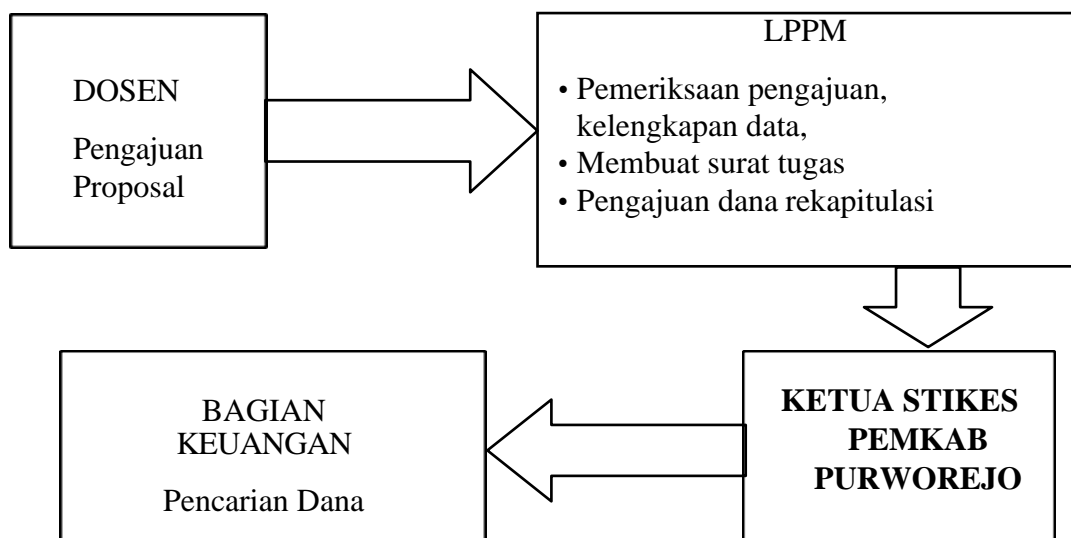 DOSEN
Pengajuan
Proposal
LPPM
• Pemeriksaan pengajuan,
kelengkapan data,
• Membuat surat tugas
• Pengajuan dana rekapitulasi
KETUA STIKES
PEMKAB
PURWOREJO
BAGIAN
KEUANGAN
Pencarian Dana